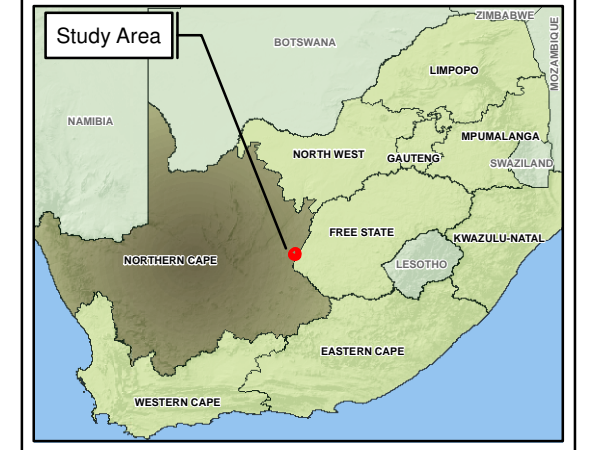 Study Area
ZIMBABWE
BOTSWANA
MOZAMBIQUE
LIMPOPO
NAMIBIA
MPUMALANGA
NORTH WEST
GAUTENG
SWAZILAND
FREE STATE
KWAZULU-NATAL
NORTHERN CAPE
LESOTHO
EASTERN CAPE
WESTERN CAPE